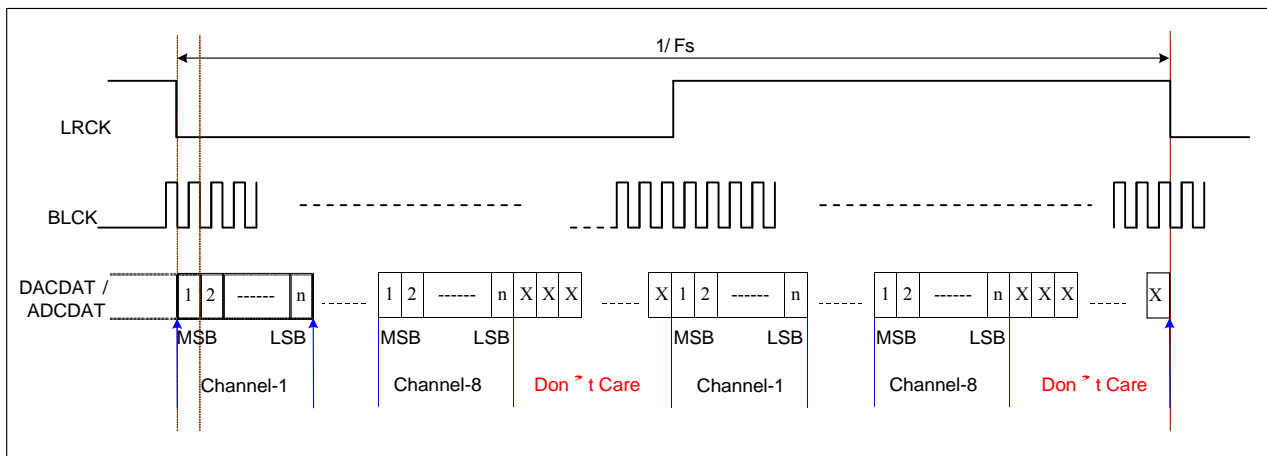 1/ Fs
LRCK
BLCK
DACDAT /
ADCDAT
1 2 ------ n 1 2 ------ n X X X X 1 2 ------ n 1 2 ------ n X X X X
MSB LSB MSB LSB MSB LSB MSB LSB
Channel-1 Channel-8 Don ˜ t Care Channel-1 Channel-8 Don ˜ t Care